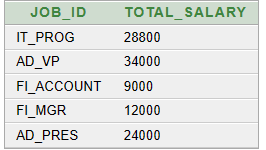 JOB_ID TOTAL_SALARY
IT_PROG 28800
AD_VP 34000
FI_ACCOUNT 9000
FI_MGR 12000
AD_PRES 24000